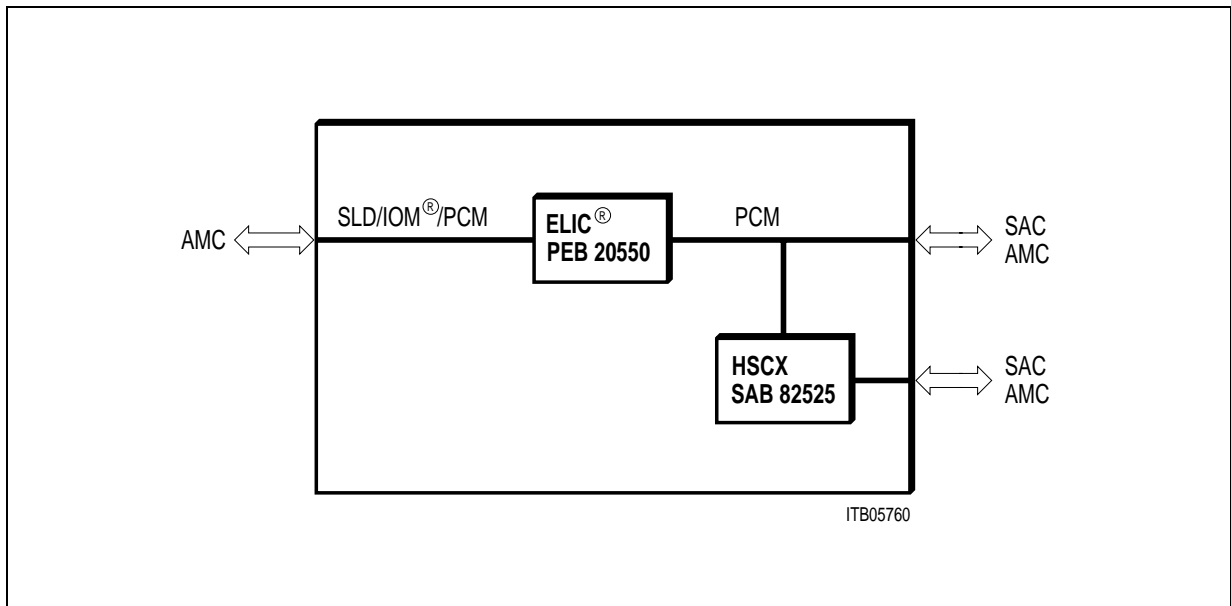 SLD/IOM®/PCM
ELIC®
PEB 20550
PCM
AMC
SAC
AMC
HSCX
SAB 82525
SAC
AMC
ITB05760